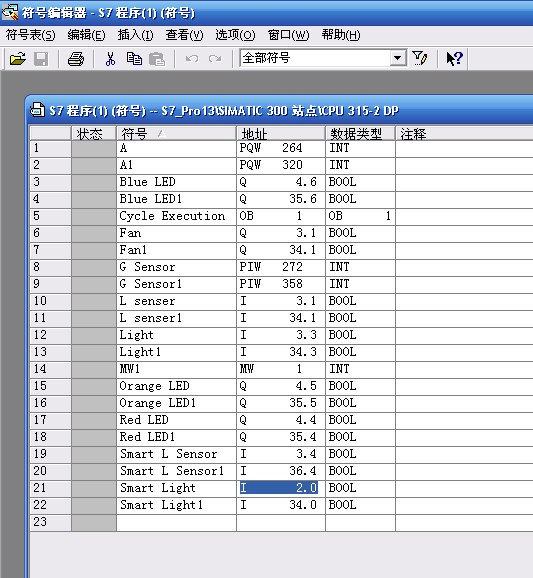 符号编辑器 - S7 程序(1) (符号)
符号表(S) 编辑(E) 插入(I) 查看(V) 选项(O) 窗口(W) 帮助(H)
全部符号
S7 程序(1) (符号) -- S7_Pro13\SIMATIC 300 站点\CPU 315-2 DP
状态 符号 地址 数据类型 注释
1 A PQW 264 INT
2 A1 PQW 320 INT
3 Blue LED Q 4.6 BOOL
4 Blue LED1 Q 35.6 BOOL
5 Cycle Execution OB 1 OB 1
6 Fan Q 3.1 BOOL
7 Fan1 Q 34.1 BOOL
8 G Sensor PIW 272 INT
9 G Sensor1 PIW 358 INT
10 L senser I 3.1 BOOL
11 L senser1 I 34.1 BOOL
12 Light I 3.3 BOOL
13 Light1 I 34.3 BOOL
14 MW1 MW 1 INT
15 Orange LED Q 4.5 BOOL
16 Orange LED1 Q 35.5 BOOL
17 Red LED Q 4.4 BOOL
18 Red LED1 Q 35.4 BOOL
19 Smart L Sensor I 3.4 BOOL
20 Smart L Sensor1 I 36.4 BOOL
21 Smart Light I 2.0 BOOL
22 Smart Light1 I 34.0 BOOL
23